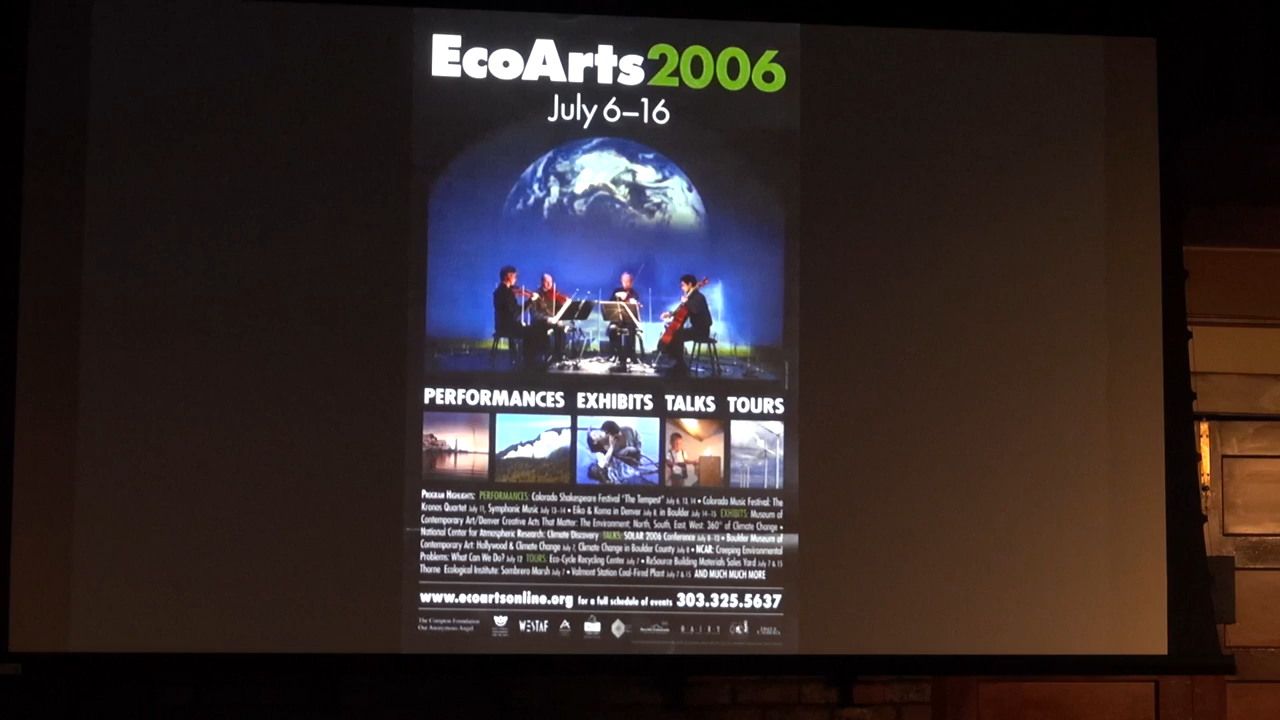 EcoArts2006
July 6–16
PERFORMANCES EXHIBITS TALKS TOURS
PROGRAM HIGHLIGHTS: PERFORMANCES: Colorado Shakespeare Festival "The Tempest" July 6, 13, 14 • Colorado Music Festival: The
Kronos Quartet July 11, Symphonic Music July 13–14 • Eiko & Koma in Denver July 8, in Boulder July 14–15 EXHIBITS: Museum of
Contemporary Art/Denver Creative Acts That Matter: The Environment; North, South, East, West: 360° of Climate Change •
National Center for Atmospheric Research: Climate Discovery TALKS: SOLAR 2006 Conference July 8–13 • Boulder Museum of
Contemporary Art: Hollywood & Climate Change July 7, Climate Change in Boulder County July 8 • NCAR: Creeping Environmental
Problems: What Can We Do? July 12 TOURS: Eco-Cycle Recycling Center July 7 • ReSource Building Materials Sales Yard July 7 & 15
Thorne Ecological Institute: Sombrero Marsh July 7 • Valmont Station Coal-Fired Plant July 7 & 15 AND MUCH MUCH MORE
www.ecoartsonline.org for a full schedule of events 303.325.5637
The Compton Foundation
Our Anonymous Angel
WESTAF
DAIRY